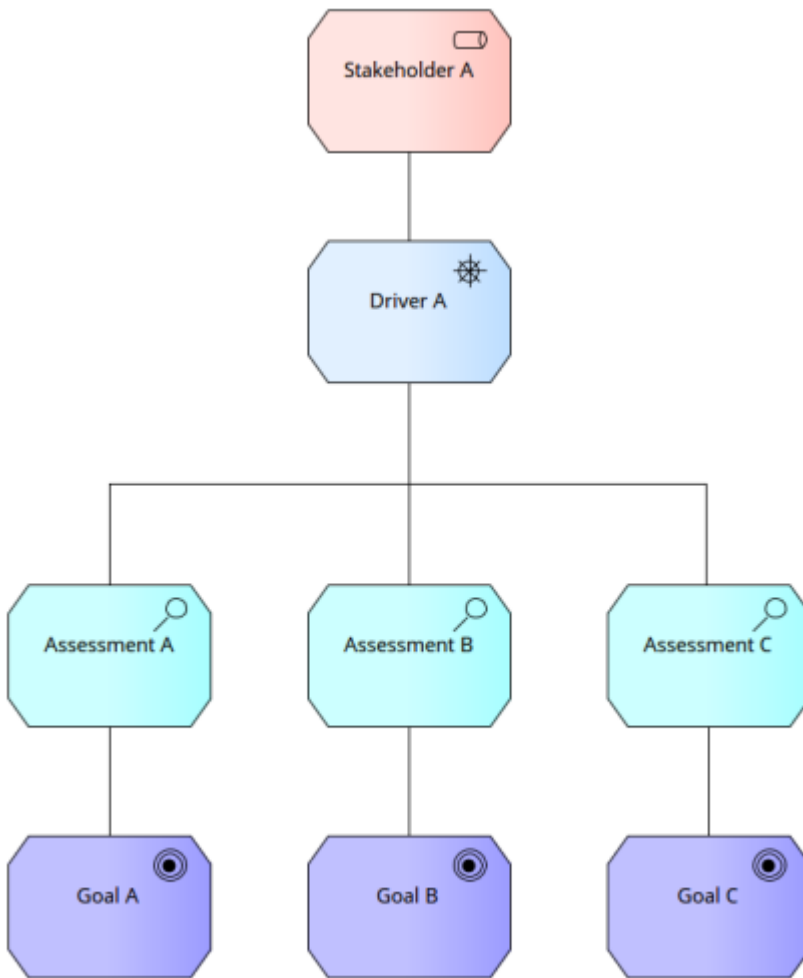 Stakeholder A
Driver A
Assessment A
Assessment B
Assessment C
Goal A
Goal B
Goal C